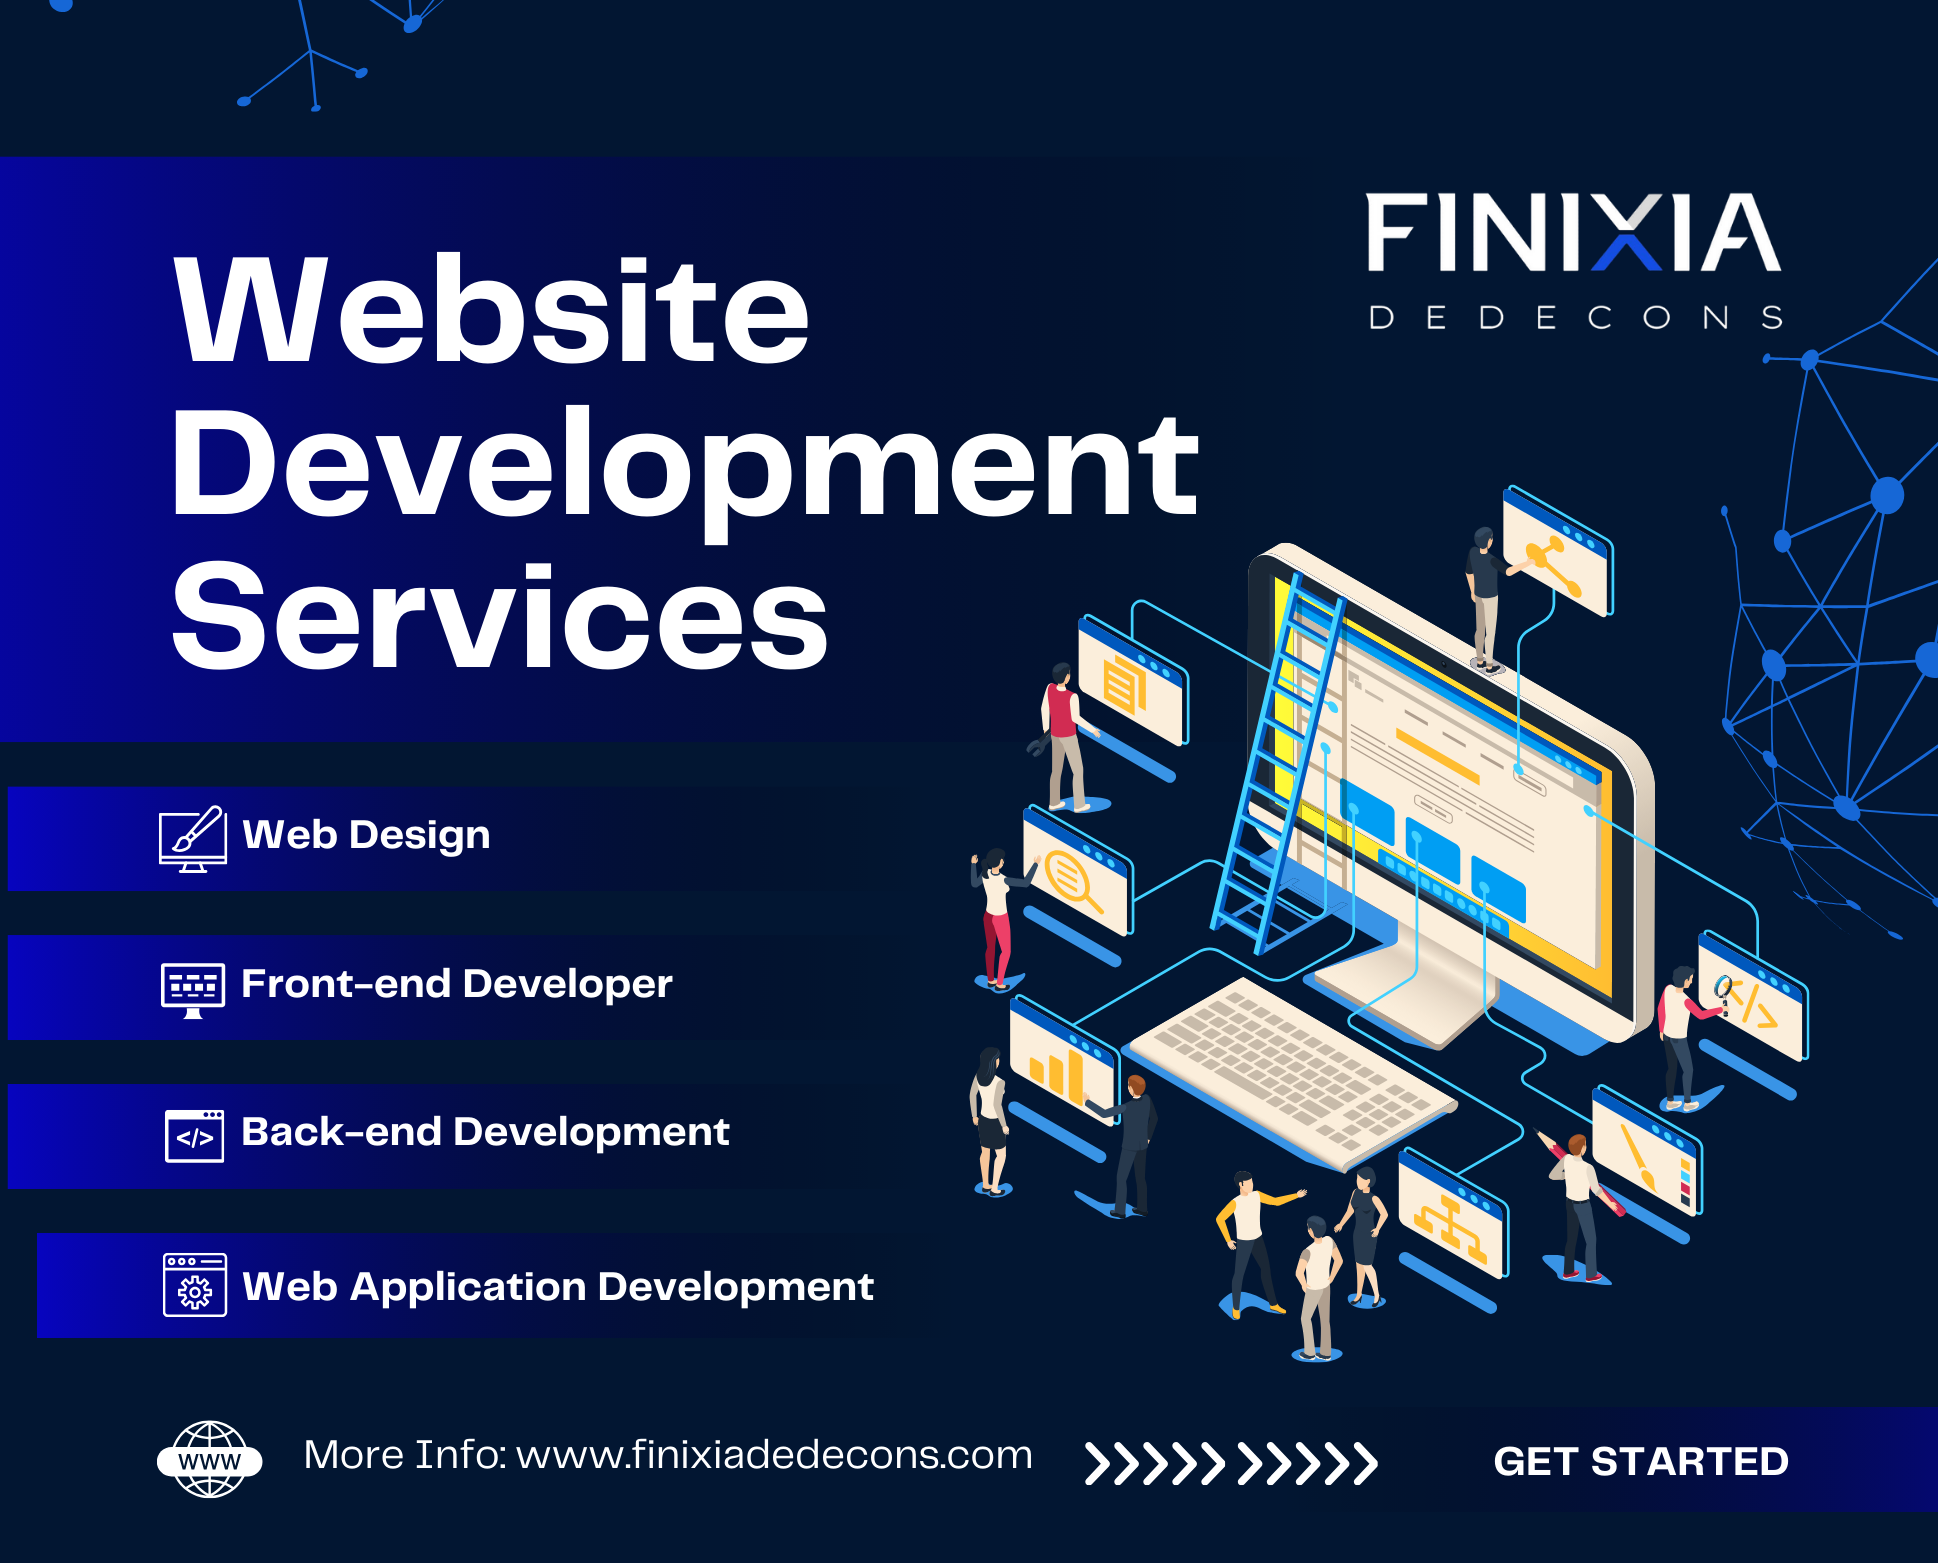 FINIXIA
DEDECONS
Website
Development
Services
Web Design
Front-end Developer
</> Back-end Development
Web Application Development
WWW More Info: www.finixiadedecons.com
GET STARTED